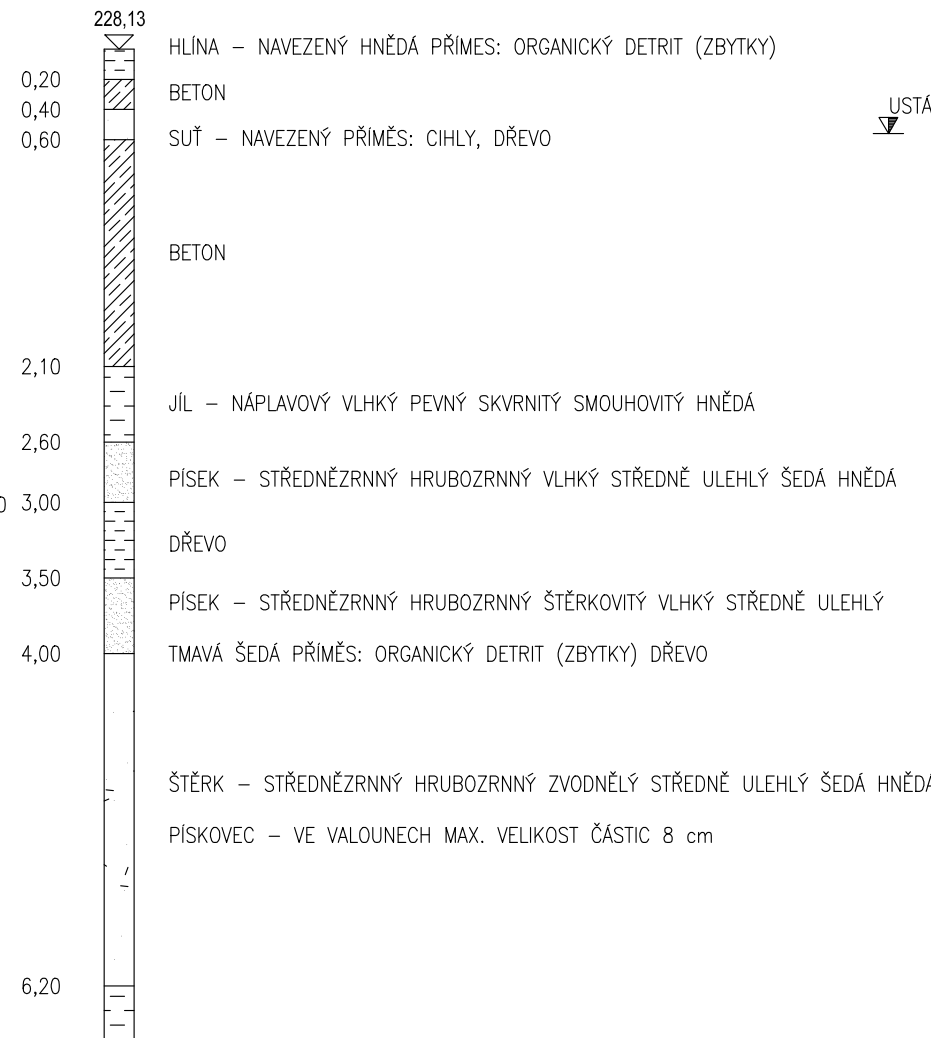 228,13
HLÍNA – NAVEZENÝ HNĚDÁ PŘÍMES: ORGANICKÝ DETRIT (ZBYTKY)
0,20
BETON
0,40
USTÁ
0,60
SUŤ – NAVEZENÝ PŘÍMĚS: CIHLY, DŘEVO
BETON
2,10
JÍL – NÁPLAVOVÝ VLHKÝ PEVNÝ SKVRNITÝ SMOUHOVITÝ HNĚDÁ
2,60
PÍSEK – STŘEDNĚZRNNÝ HRUBOZRNNÝ VLHKÝ STŘEDNĚ ULEHLÝ ŠEDÁ HNĚDÁ
3,00
DŘEVO
3,50
PÍSEK – STŘEDNĚZRNNÝ HRUBOZRNNÝ ŠTĚRKOVITÝ VLHKÝ STŘEDNĚ ULEHLÝ
4,00
TMAVÁ ŠEDÁ PŘÍMĚS: ORGANICKÝ DETRIT (ZBYTKY) DŘEVO
ŠTĚRK – STŘEDNĚZRNNÝ HRUBOZRNNÝ ZVODNĚLÝ STŘEDNĚ ULEHLÝ ŠEDÁ HNĚDÁ
PÍSKOVEC – VE VALOUNECH MAX. VELIKOST ČÁSTIC 8 cm
6,20